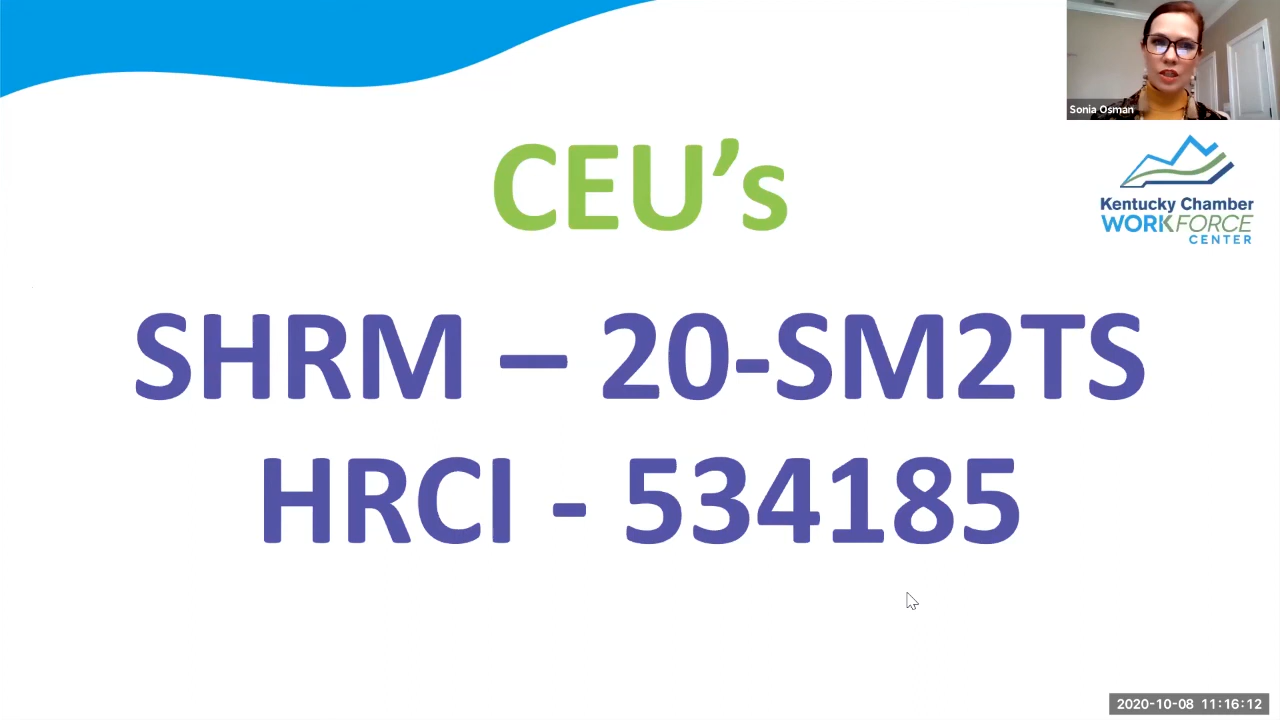 Sonia Osman
CEU’s
Kentucky Chamber
WORKFORCE
CENTER
SHRM – 20-SM2TS
HRCI - 534185
2020-10-08 11:16:12